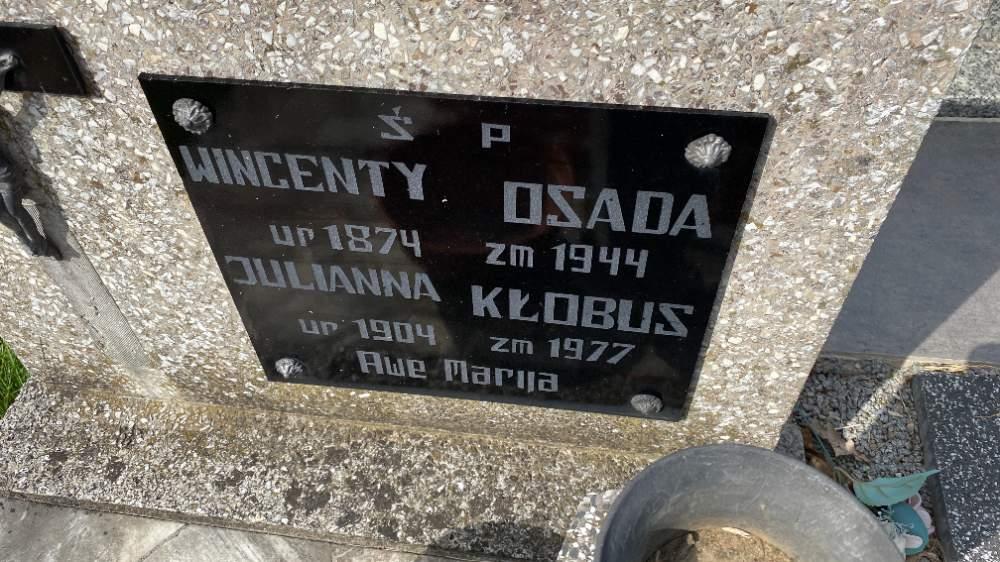 Ś P
WINCENTY OSADA
ur 1874 zm 1944
JULIANNA KŁOBUS
ur 1904 zm 1977
Awe Marija